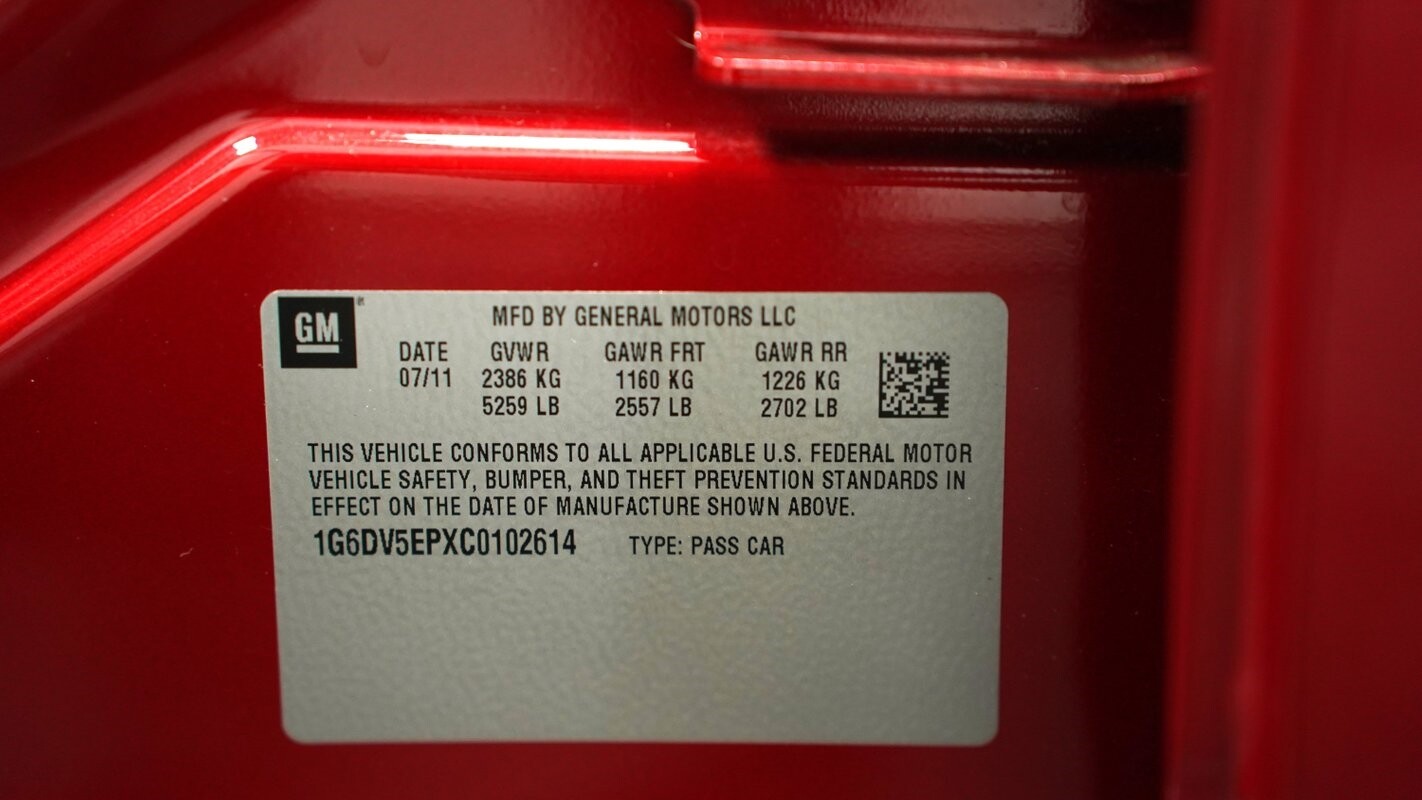 GM®
MFD BY GENERAL MOTORS LLC
DATE GVWR GAWR FRT GAWR RR
07/11 2386 KG 1160 KG 1226 KG
5259 LB 2557 LB 2702 LB
THIS VEHICLE CONFORMS TO ALL APPLICABLE U.S. FEDERAL MOTOR
VEHICLE SAFETY, BUMPER, AND THEFT PREVENTION STANDARDS IN
EFFECT ON THE DATE OF MANUFACTURE SHOWN ABOVE.
1G6DV5EPXC0102614 TYPE: PASS CAR